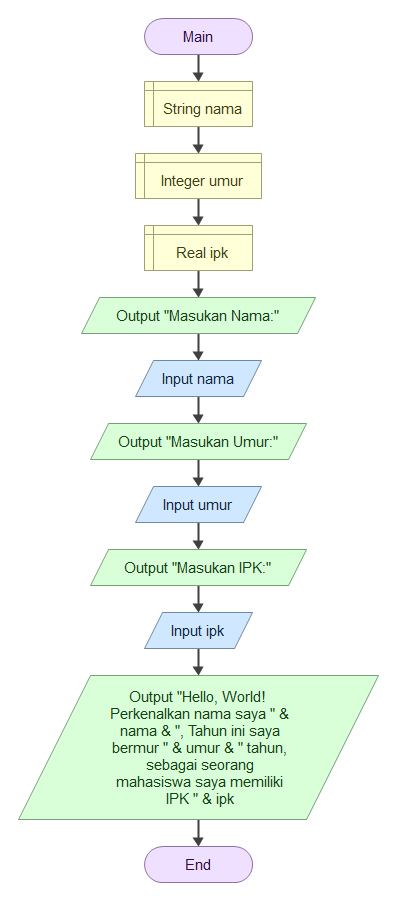 Main
String nama
Integer umur
Real ipk
Output "Masukan Nama:"
Input nama
Output "Masukan Umur:"
Input umur
Output "Masukan IPK:"
Input ipk
Output "Hello, World!
Perkenalkan nama saya " &
nama & ", Tahun ini saya
bermur " & umur & " tahun,
sebagai seorang
mahasiswa saya memiliki
IPK " & ipk
End